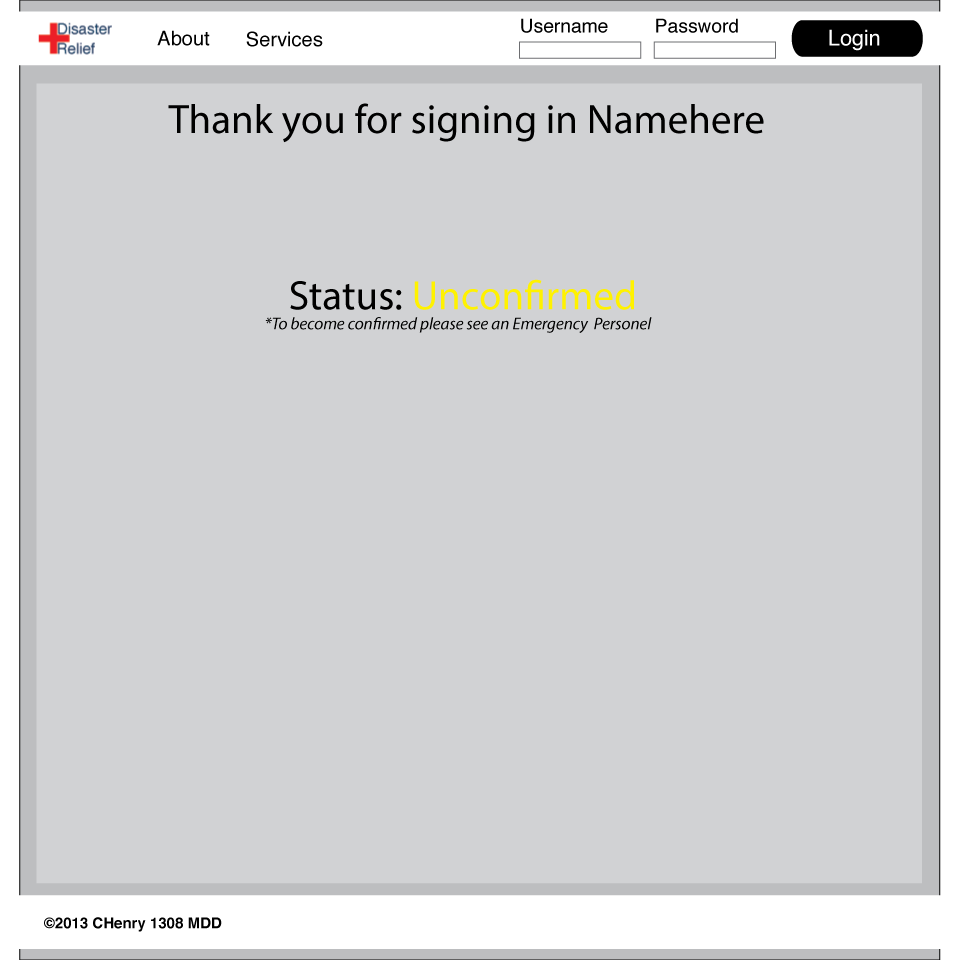 Disaster
Relief
About
Services
Username
Password
Login
Thank you for signing in Namehere
Status: Unconfirmed
*To become confirmed please see an Emergency Personel
©2013 CHenry 1308 MDD